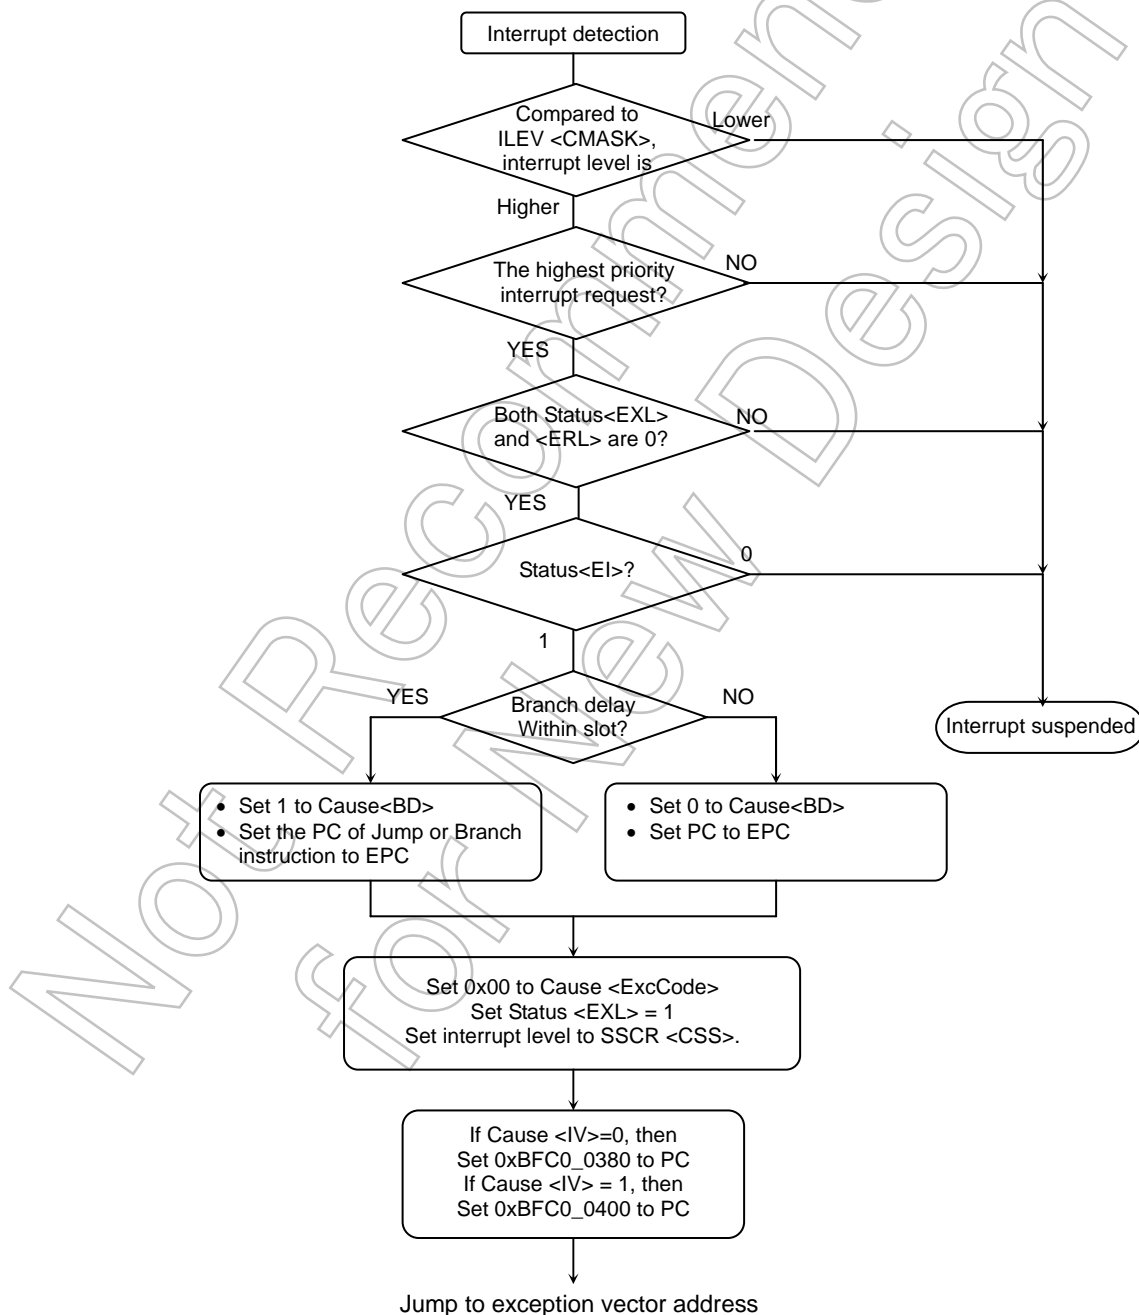 Interrupt detection
Compared to
ILEV <CMASK>,
interrupt level is
Lower
Higher
The highest priority
interrupt request?
NO
YES
Both Status<EXL>
and <ERL> are 0?
NO
YES
Status<EI>?
0
1
Branch delay
Within slot?
YES
NO
Interrupt suspended
• Set 1 to Cause<BD>
• Set the PC of Jump or Branch
instruction to EPC
• Set 0 to Cause<BD>
• Set PC to EPC
Set 0x00 to Cause <ExcCode>
Set Status <EXL> = 1
Set interrupt level to SSCR <CSS>.
If Cause <IV>=0, then
Set 0xBFC0_0380 to PC
If Cause <IV> = 1, then
Set 0xBFC0_0400 to PC
Jump to exception vector address
Not Recommen
for New Design